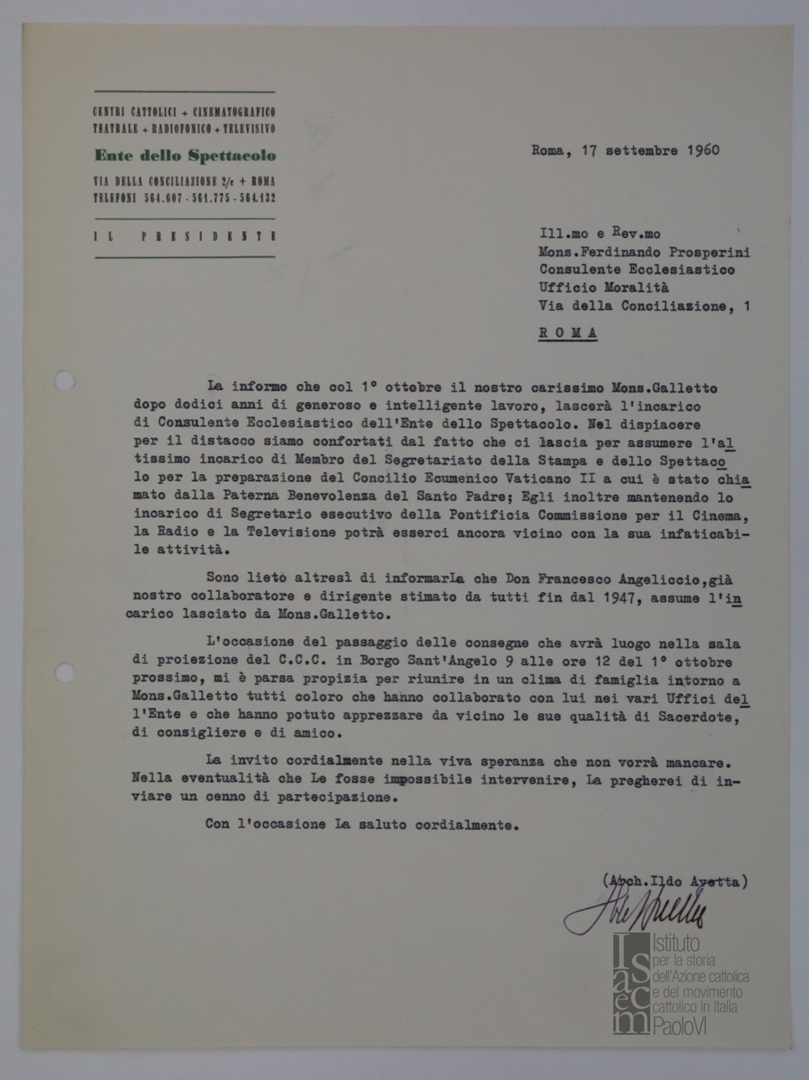 CENTRI CATTOLICI + CINEMATOGRAFICO
TEATRALE + RADIOFONICO + TELEVISIVO
Ente dello Spettacolo
VIA DELLA CONCILIAZIONE 2/c + ROMA
TELEFONI 564.607 - 561.775 - 564.132
IL PRESIDENTE
Roma, 17 settembre 1960
Ill.mo e Rev.mo
Mons.Ferdinando Prosperini
Consulente Ecclesiastico
Ufficio Moralità
Via della Conciliazione, 1
R O M A
La informo che col 1° ottobre il nostro carissimo Mons.Galletto
dopo dodici anni di generoso e intelligente lavoro, lascerà l'incarico
di Consulente Ecclesiastico dell'Ente dello Spettacolo. Nel dispiacere
per il distacco siamo confortati dal fatto che ci lascia per assumere l'al
tissimo incarico di Membro del Segretariato della Stampa e dello Spettaco
lo per la preparazione del Concilio Ecumenico Vaticano II a cui è stato chia
mato dalla Paterna Benevolenza del Santo Padre; Egli inoltre mantenendo lo
incarico di Segretario esecutivo della Pontificia Commissione per il Cinema,
la Radio e la Televisione potrà esserci ancora vicino con la sua infaticabi-
le attività.
Sono lieto altresì di informarLa che Don Francesco Angeliccio,già
nostro collaboratore e dirigente stimato da tutti fin dal 1947, assume l'in
carico lasciato da Mons.Galletto.
L'occasione del passaggio delle consegne che avrà luogo nella sala
di proiezione del C.C.C. in Borgo Sant'Angelo 9 alle ore 12 del 1° ottobre
prossimo, mi è parsa propizia per riunire in un clima di famiglia intorno a
Mons.Galletto tutti coloro che hanno collaborato con lui nei vari Uffici del
l'Ente e che hanno potuto apprezzare da vicino le sue qualità di Sacerdote,
di consigliere e di amico.
La invito cordialmente nella viva speranza che non vorrà mancare.
Nella eventualità che Le fosse impossibile intervenire, La pregherei di in-
viare un cenno di partecipazione.
Con l'occasione La saluto cordialmente.
(Arch.Ildo Avetta)
Isacem
Istituto
per la storia
dell'Azione cattolica
e del movimento
cattolico in Italia
PaoloVI